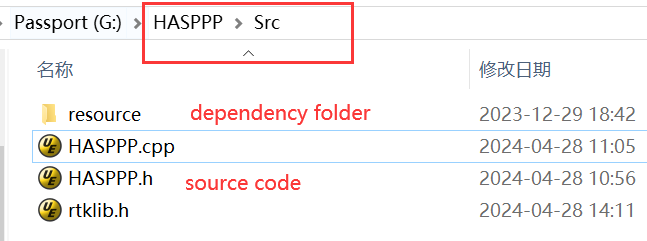 Passport (G:) > HASPPP > Src
名称 修改日期
resource dependency folder 2023-12-29 18:42
HASPPP.cpp 2024-04-28 11:05
HASPPP.h source code 2024-04-28 10:56
rtklib.h 2024-04-28 14:11